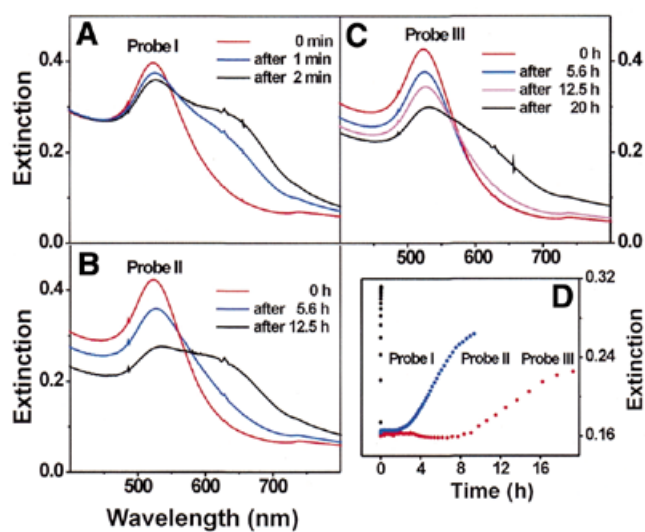 A
Probe I
0 min
after 1 min
after 2 min
0.4
0.2
0.0
Extinction
C
Probe III
0 h
after 5.6 h
after 12.5 h
after 20 h
0.4
0.2
0.0
500 600 700
B
Probe II
0 h
after 5.6 h
after 12.5 h
0.4
0.2
0.0
Extinction
500 600 700
Wavelength (nm)
D
Probe I Probe II Probe III
0.32
0.24
0.16
Extinction
0 4 8 12 16
Time (h)